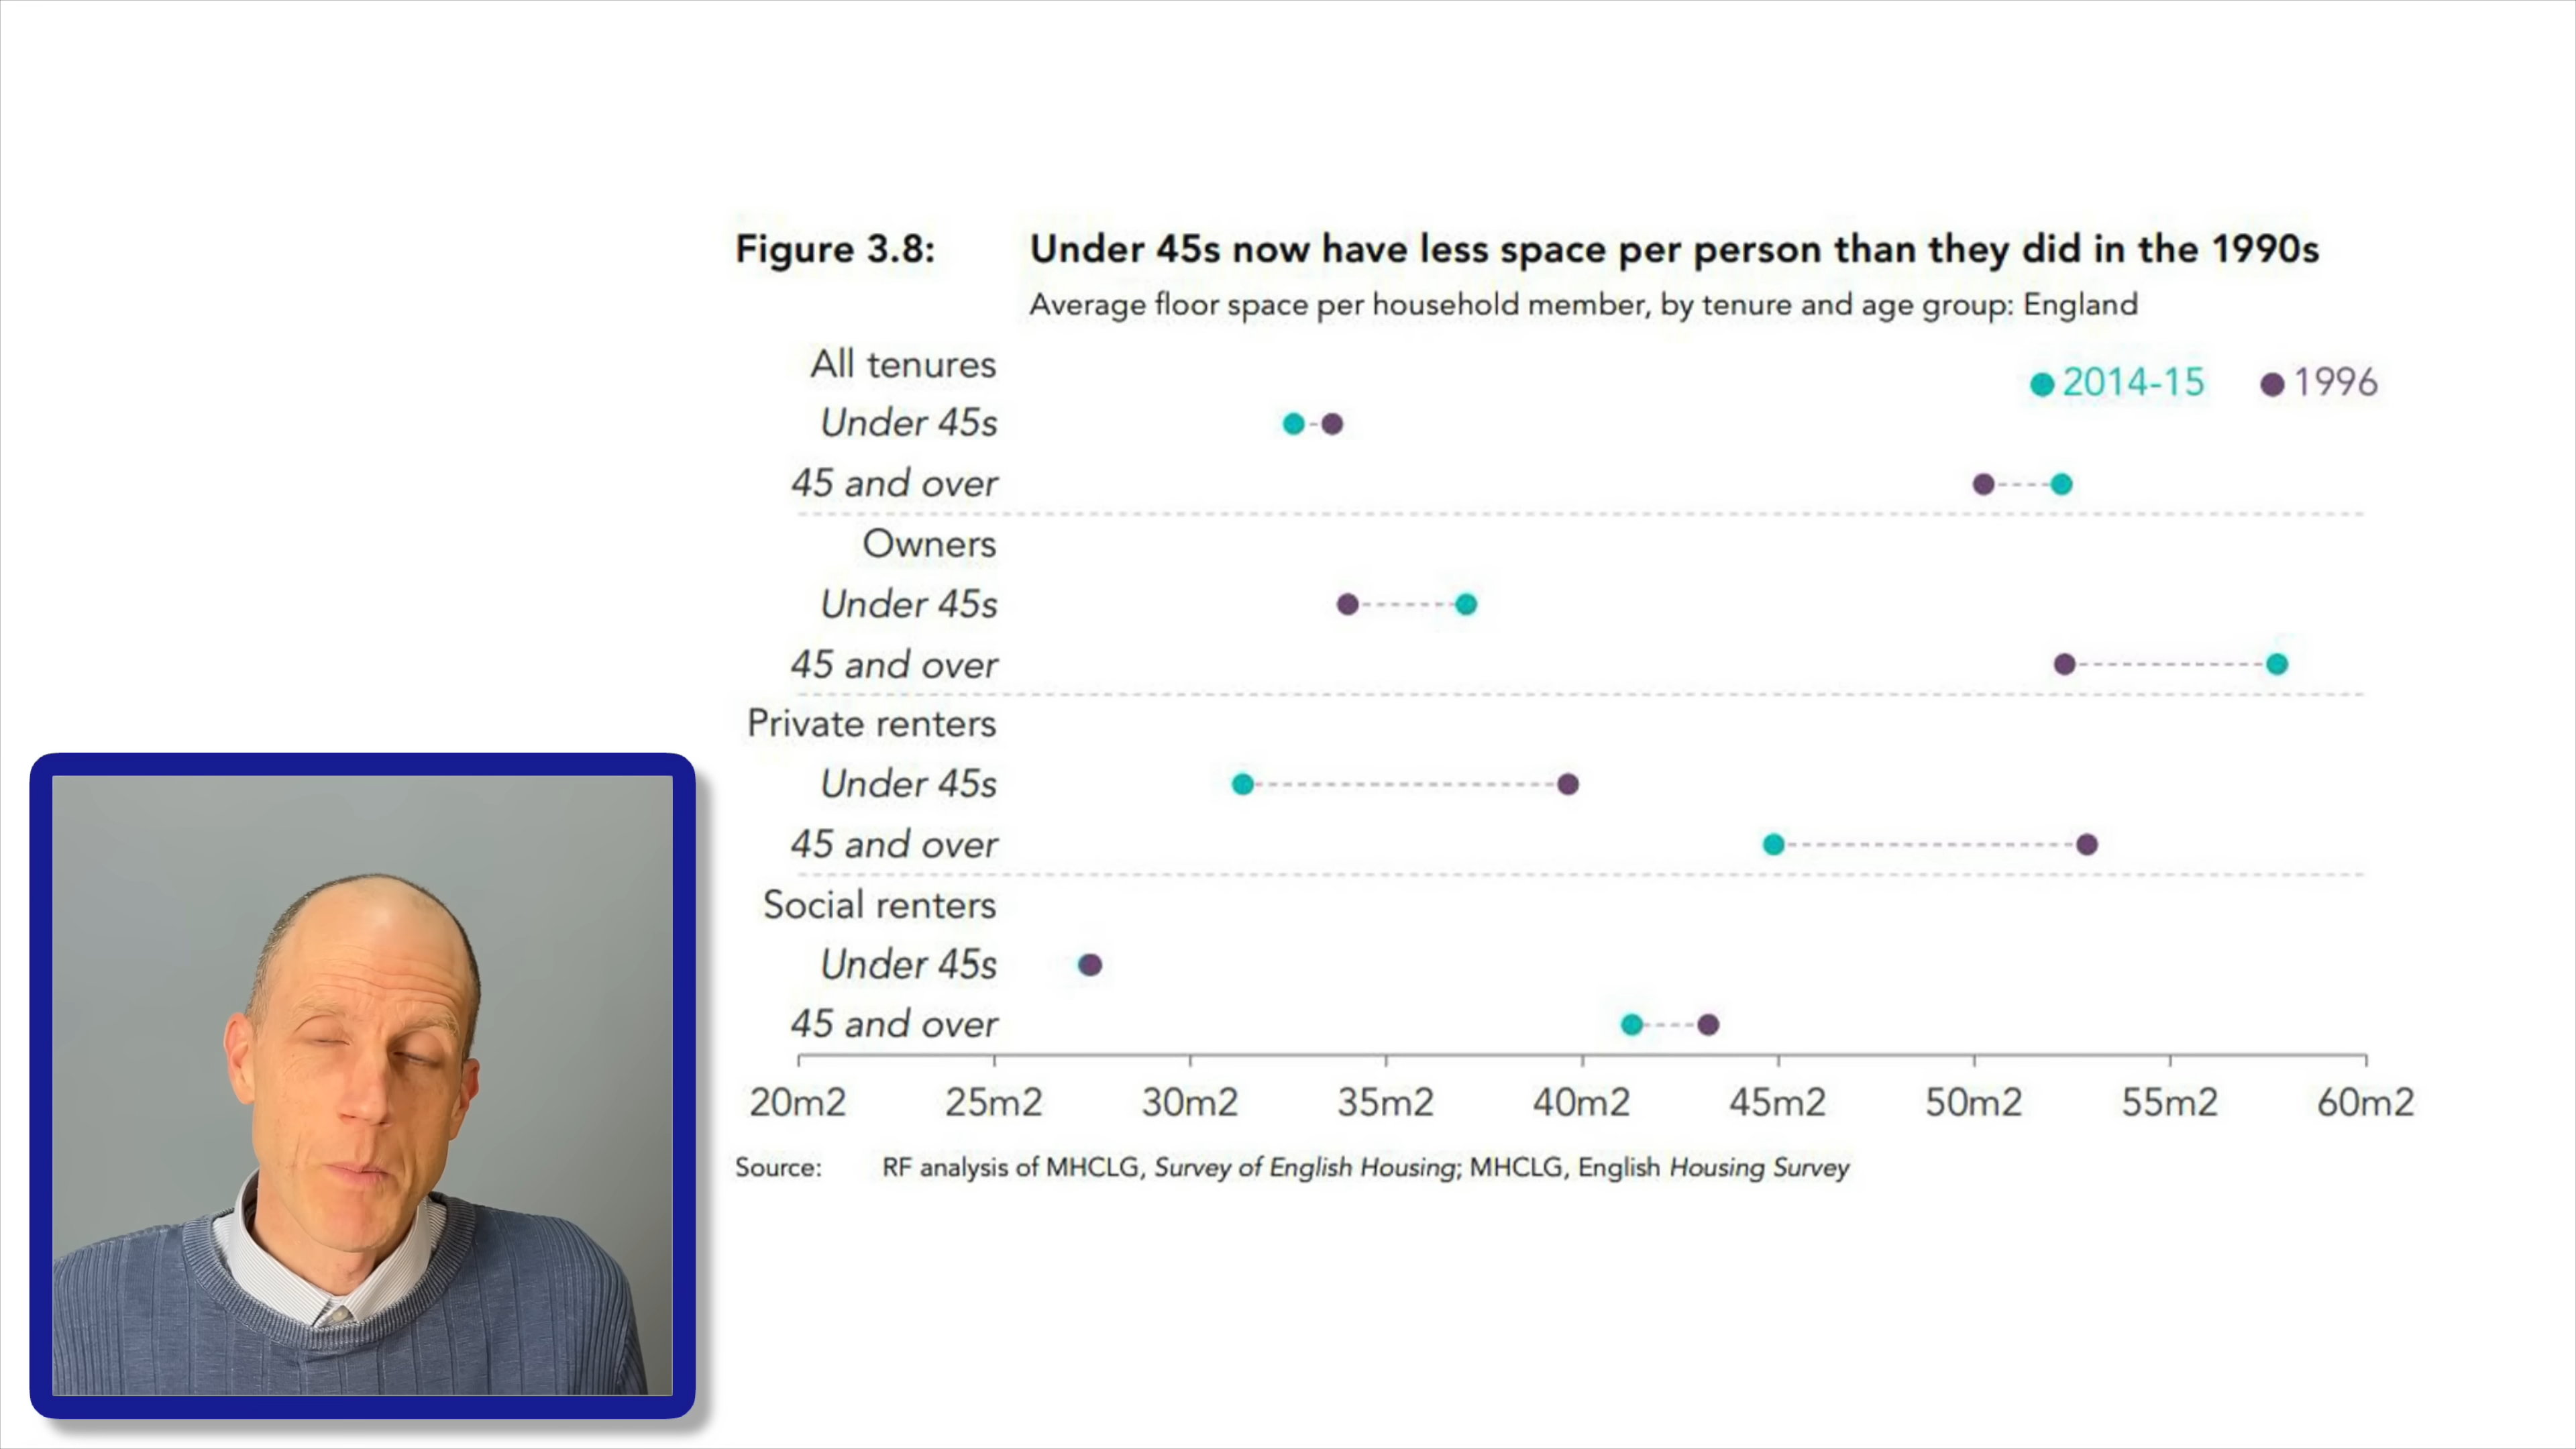 Figure 3.8: Under 45s now have less space per person than they did in the 1990s
Average floor space per household member, by tenure and age group: England
All tenures
2014-15 1996
Under 45s
45 and over
Owners
Under 45s
45 and over
Private renters
Under 45s
45 and over
Social renters
Under 45s
45 and over
20m2 25m2 30m2 35m2 40m2 45m2 50m2 55m2 60m2
Source: RF analysis of MHCLG, Survey of English Housing; MHCLG, English Housing Survey